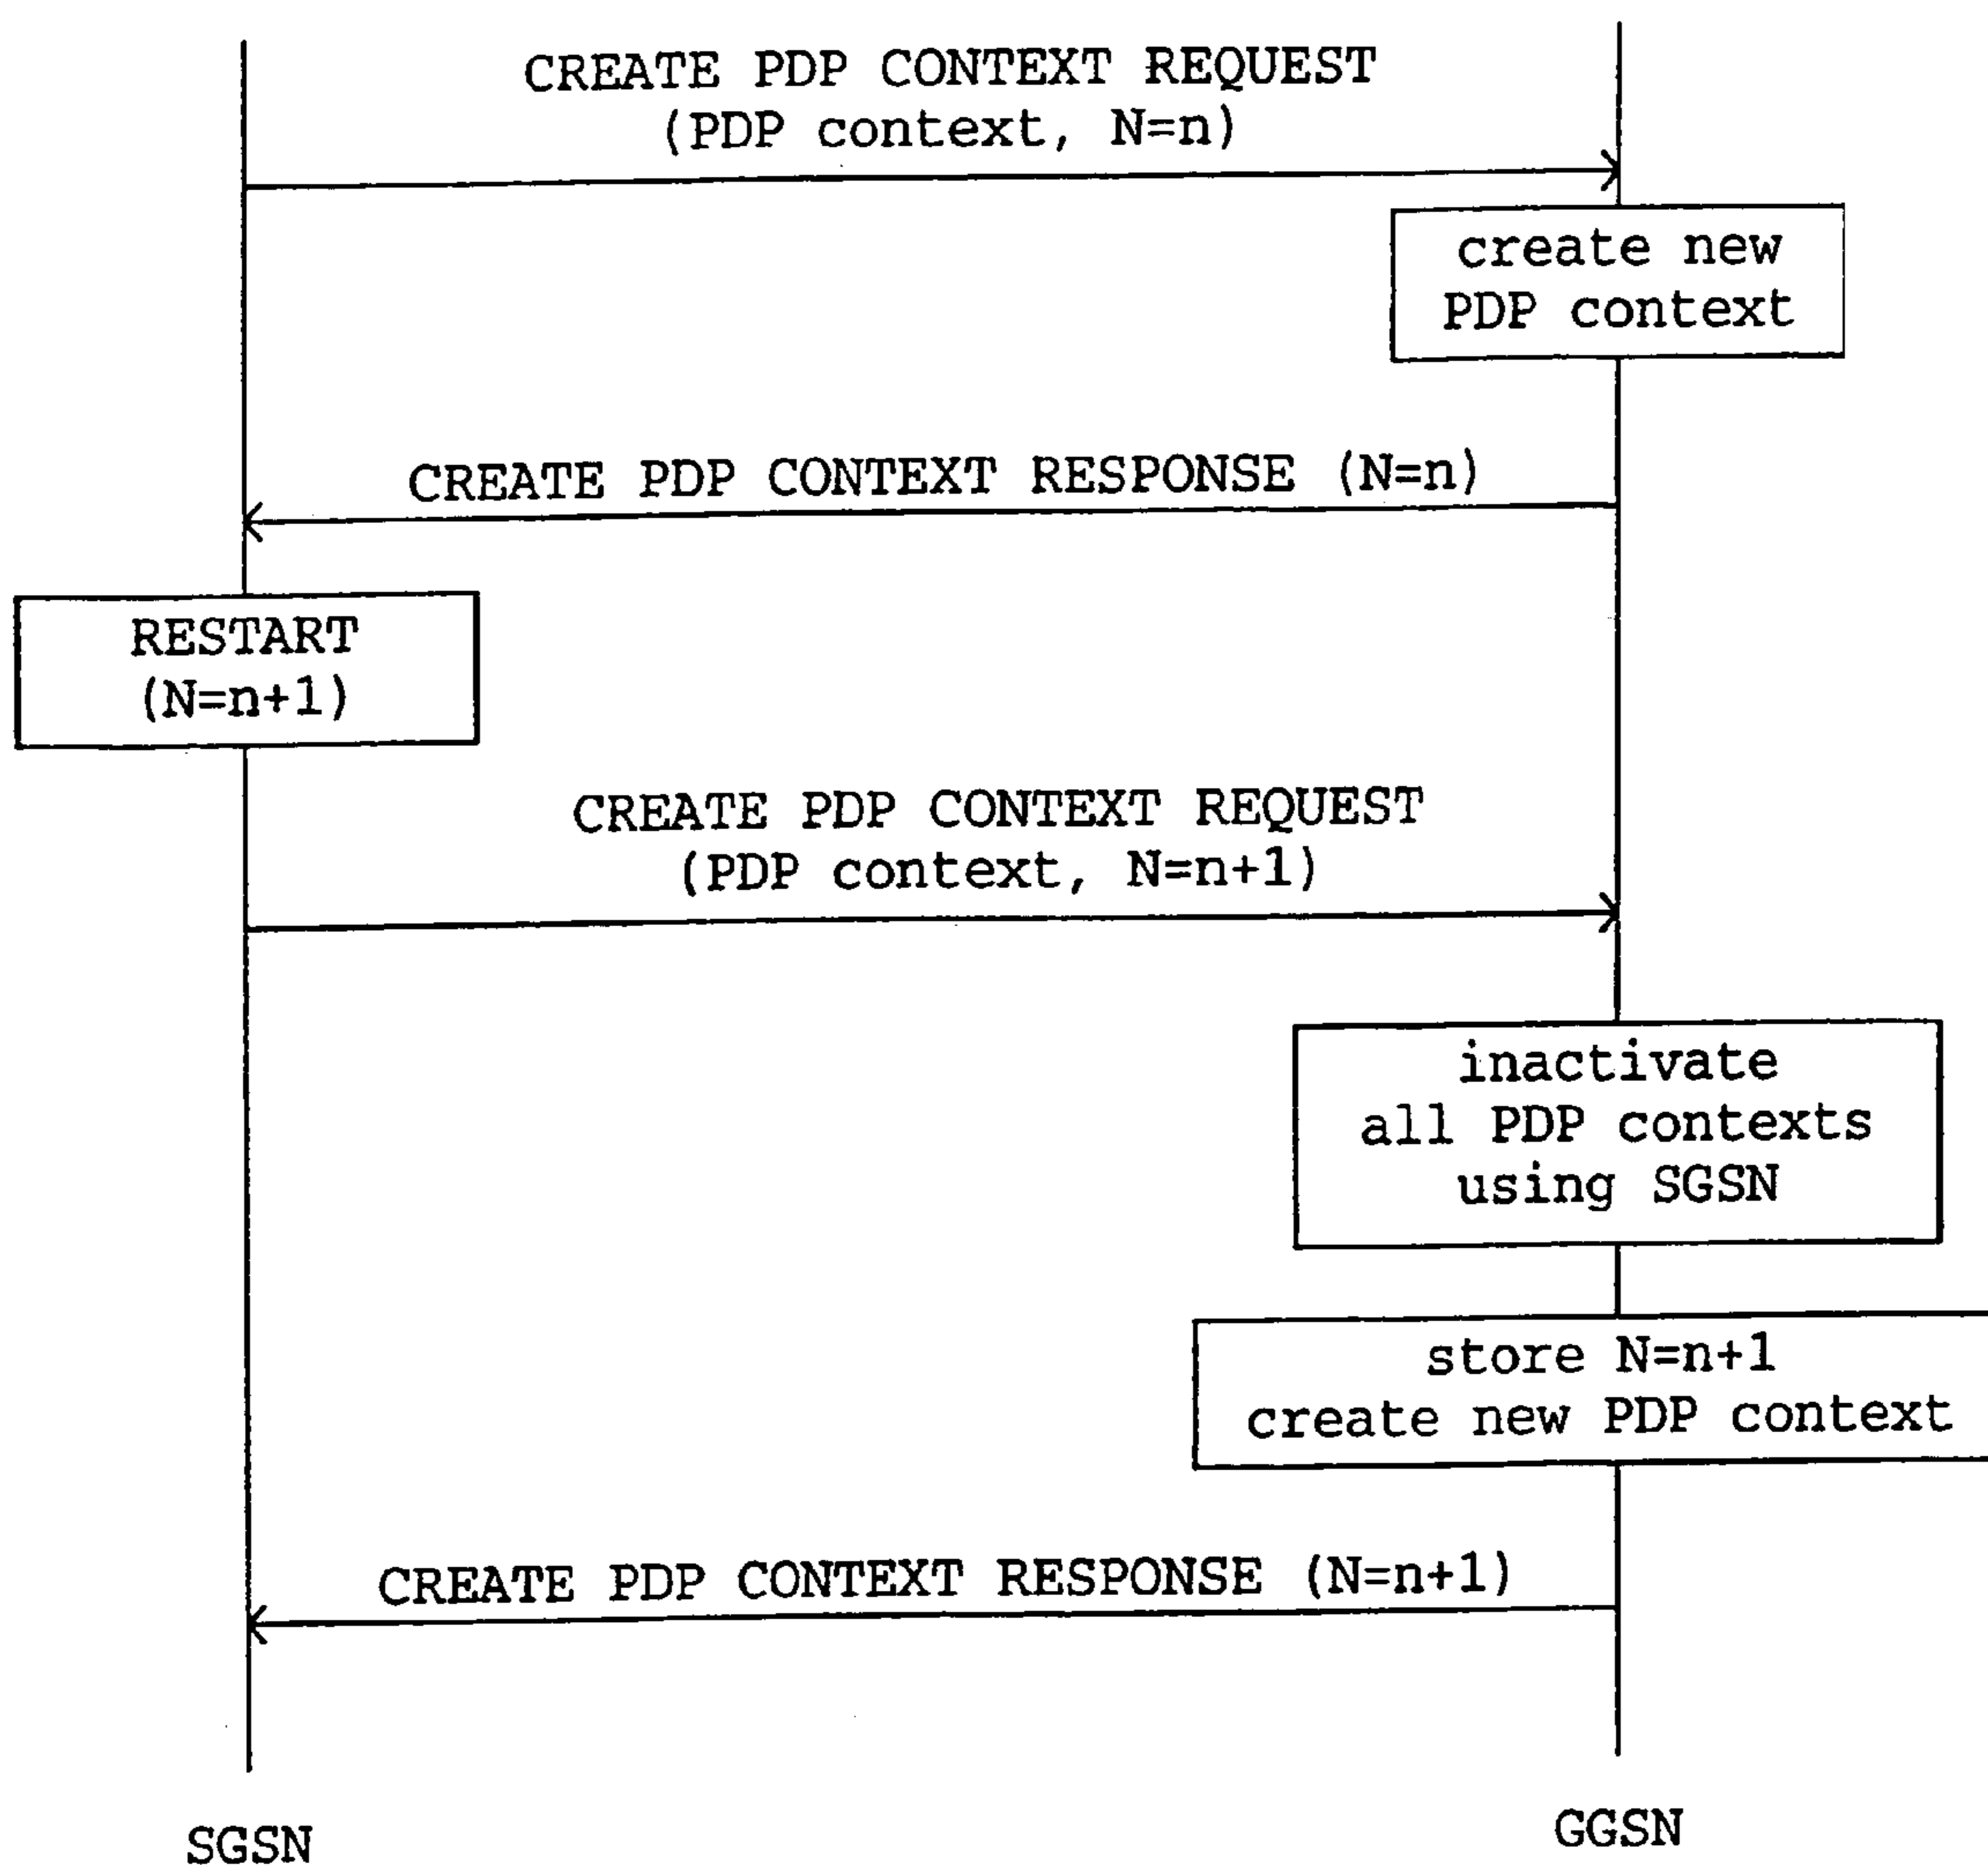 CREATE PDP CONTEXT REQUEST
(PDP context, N=n)
create new
PDP context
CREATE PDP CONTEXT RESPONSE (N=n)
RESTART
(N=n+1)
CREATE PDP CONTEXT REQUEST
(PDP context, N=n+1)
inactivate
all PDP contexts
using SGSN
store N=n+1
create new PDP context
CREATE PDP CONTEXT RESPONSE (N=n+1)
SGSN
GGSN